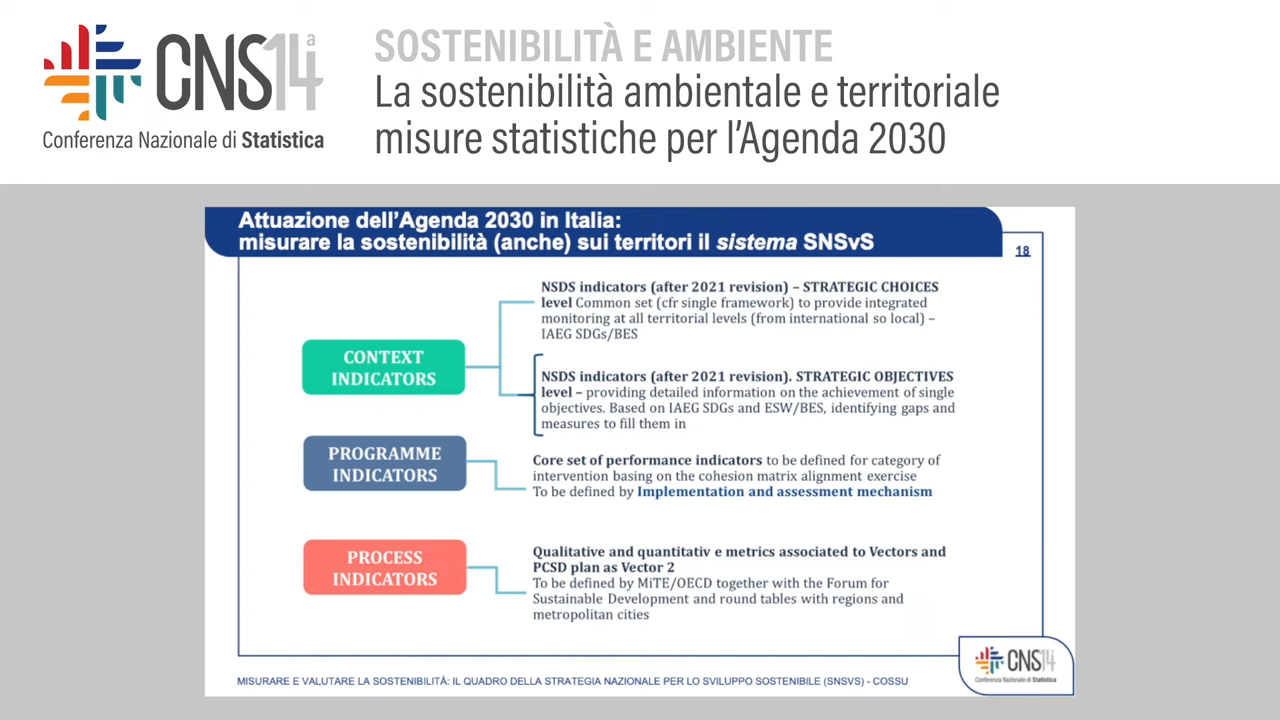 CNS14ª
Conferenza Nazionale di Statistica
SOSTENIBILITÀ E AMBIENTE
La sostenibilità ambientale e territoriale
misure statistiche per l'Agenda 2030
Attuazione dell'Agenda 2030 in Italia:
misurare la sostenibilità (anche) sui territori il sistema SNSvS
18
NSDS indicators (after 2021 revision) – STRATEGIC CHOICES
level Common set (cfr single framework) to provide integrated
monitoring at all territorial levels (from international so local) –
IAEG SDGs/BES
CONTEXT
INDICATORS
NSDS indicators (after 2021 revision). STRATEGIC OBJECTIVES
level – providing detailed information on the achievement of single
objectives. Based on IAEG SDGs and ESW/BES, identifying gaps and
measures to fill them in
PROGRAMME
INDICATORS
Core set of performance indicators to be defined for category of
intervention basing on the cohesion matrix alignment exercise
To be defined by Implementation and assessment mechanism
PROCESS
INDICATORS
Qualitative and quantitativ e metrics associated to Vectors and
PCSD plan as Vector 2
To be defined by MiTE/OECD together with the Forum for
Sustainable Development and round tables with regions and
metropolitan cities
MISURARE E VALUTARE LA SOSTENIBILITÀ: IL QUADRO DELLA STRATEGIA NAZIONALE PER LO SVILUPPO SOSTENIBILE (SNSVS) - COSSU
CNS14
Conferenza Nazionale di Statistica